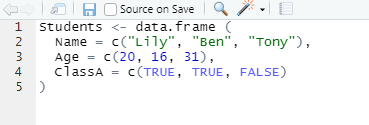 Source on Save
1 Students <- data.frame (
2   Name = c("Lily", "Ben", "Tony"),
3   Age = c(20, 16, 31),
4   ClassA = c(TRUE, TRUE, FALSE)
5 )